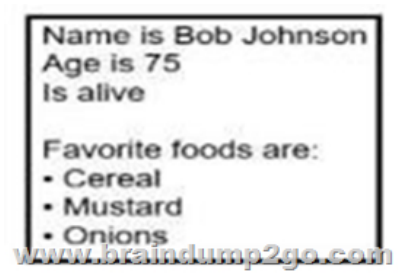 Name is Bob Johnson
Age is 75
Is alive

Favorite foods are:
• Cereal
• Mustard
• Onions
www.braindump2go.com